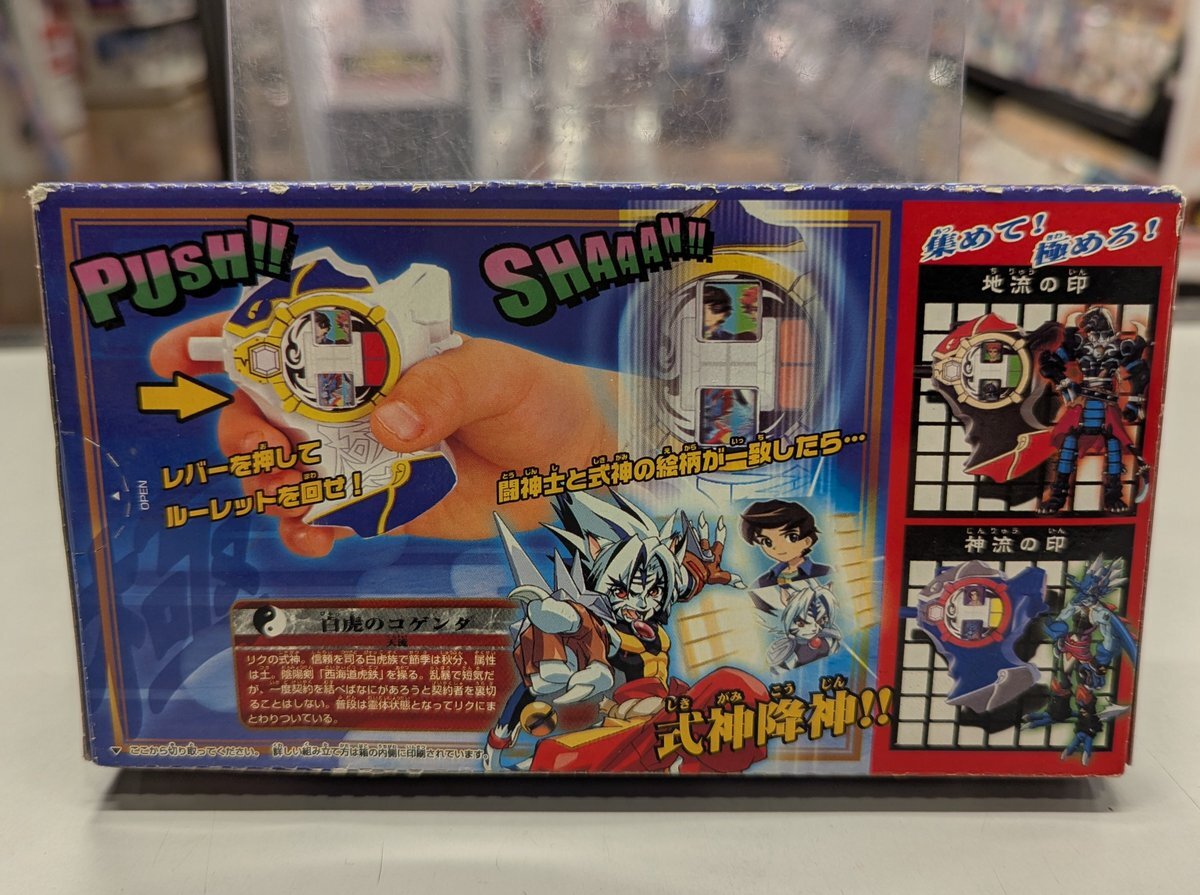 PUSH!!
SHAAAN!!
レバーを押して
ルーレットを回せ！
闘神士と式神の絵柄が一致したら…
OPEN
白虎のコゲンタ
天流
リクの式神。信頼を司る白虎族で節季は秋分、属性
は土。陰陽剣「西海道虎鉄」を操る。乱暴で短気だ
が、一度契約を結べばなにがあろうと契約者を裏切
ることはしない。普段は霊体状態となってリクにま
とわりついている。
式神降神!!
▼ ここから切り取ってください。 詳しい組み立て方は箱の内側に印刷されています。
集めて！極めろ！
地流の印
神流の印